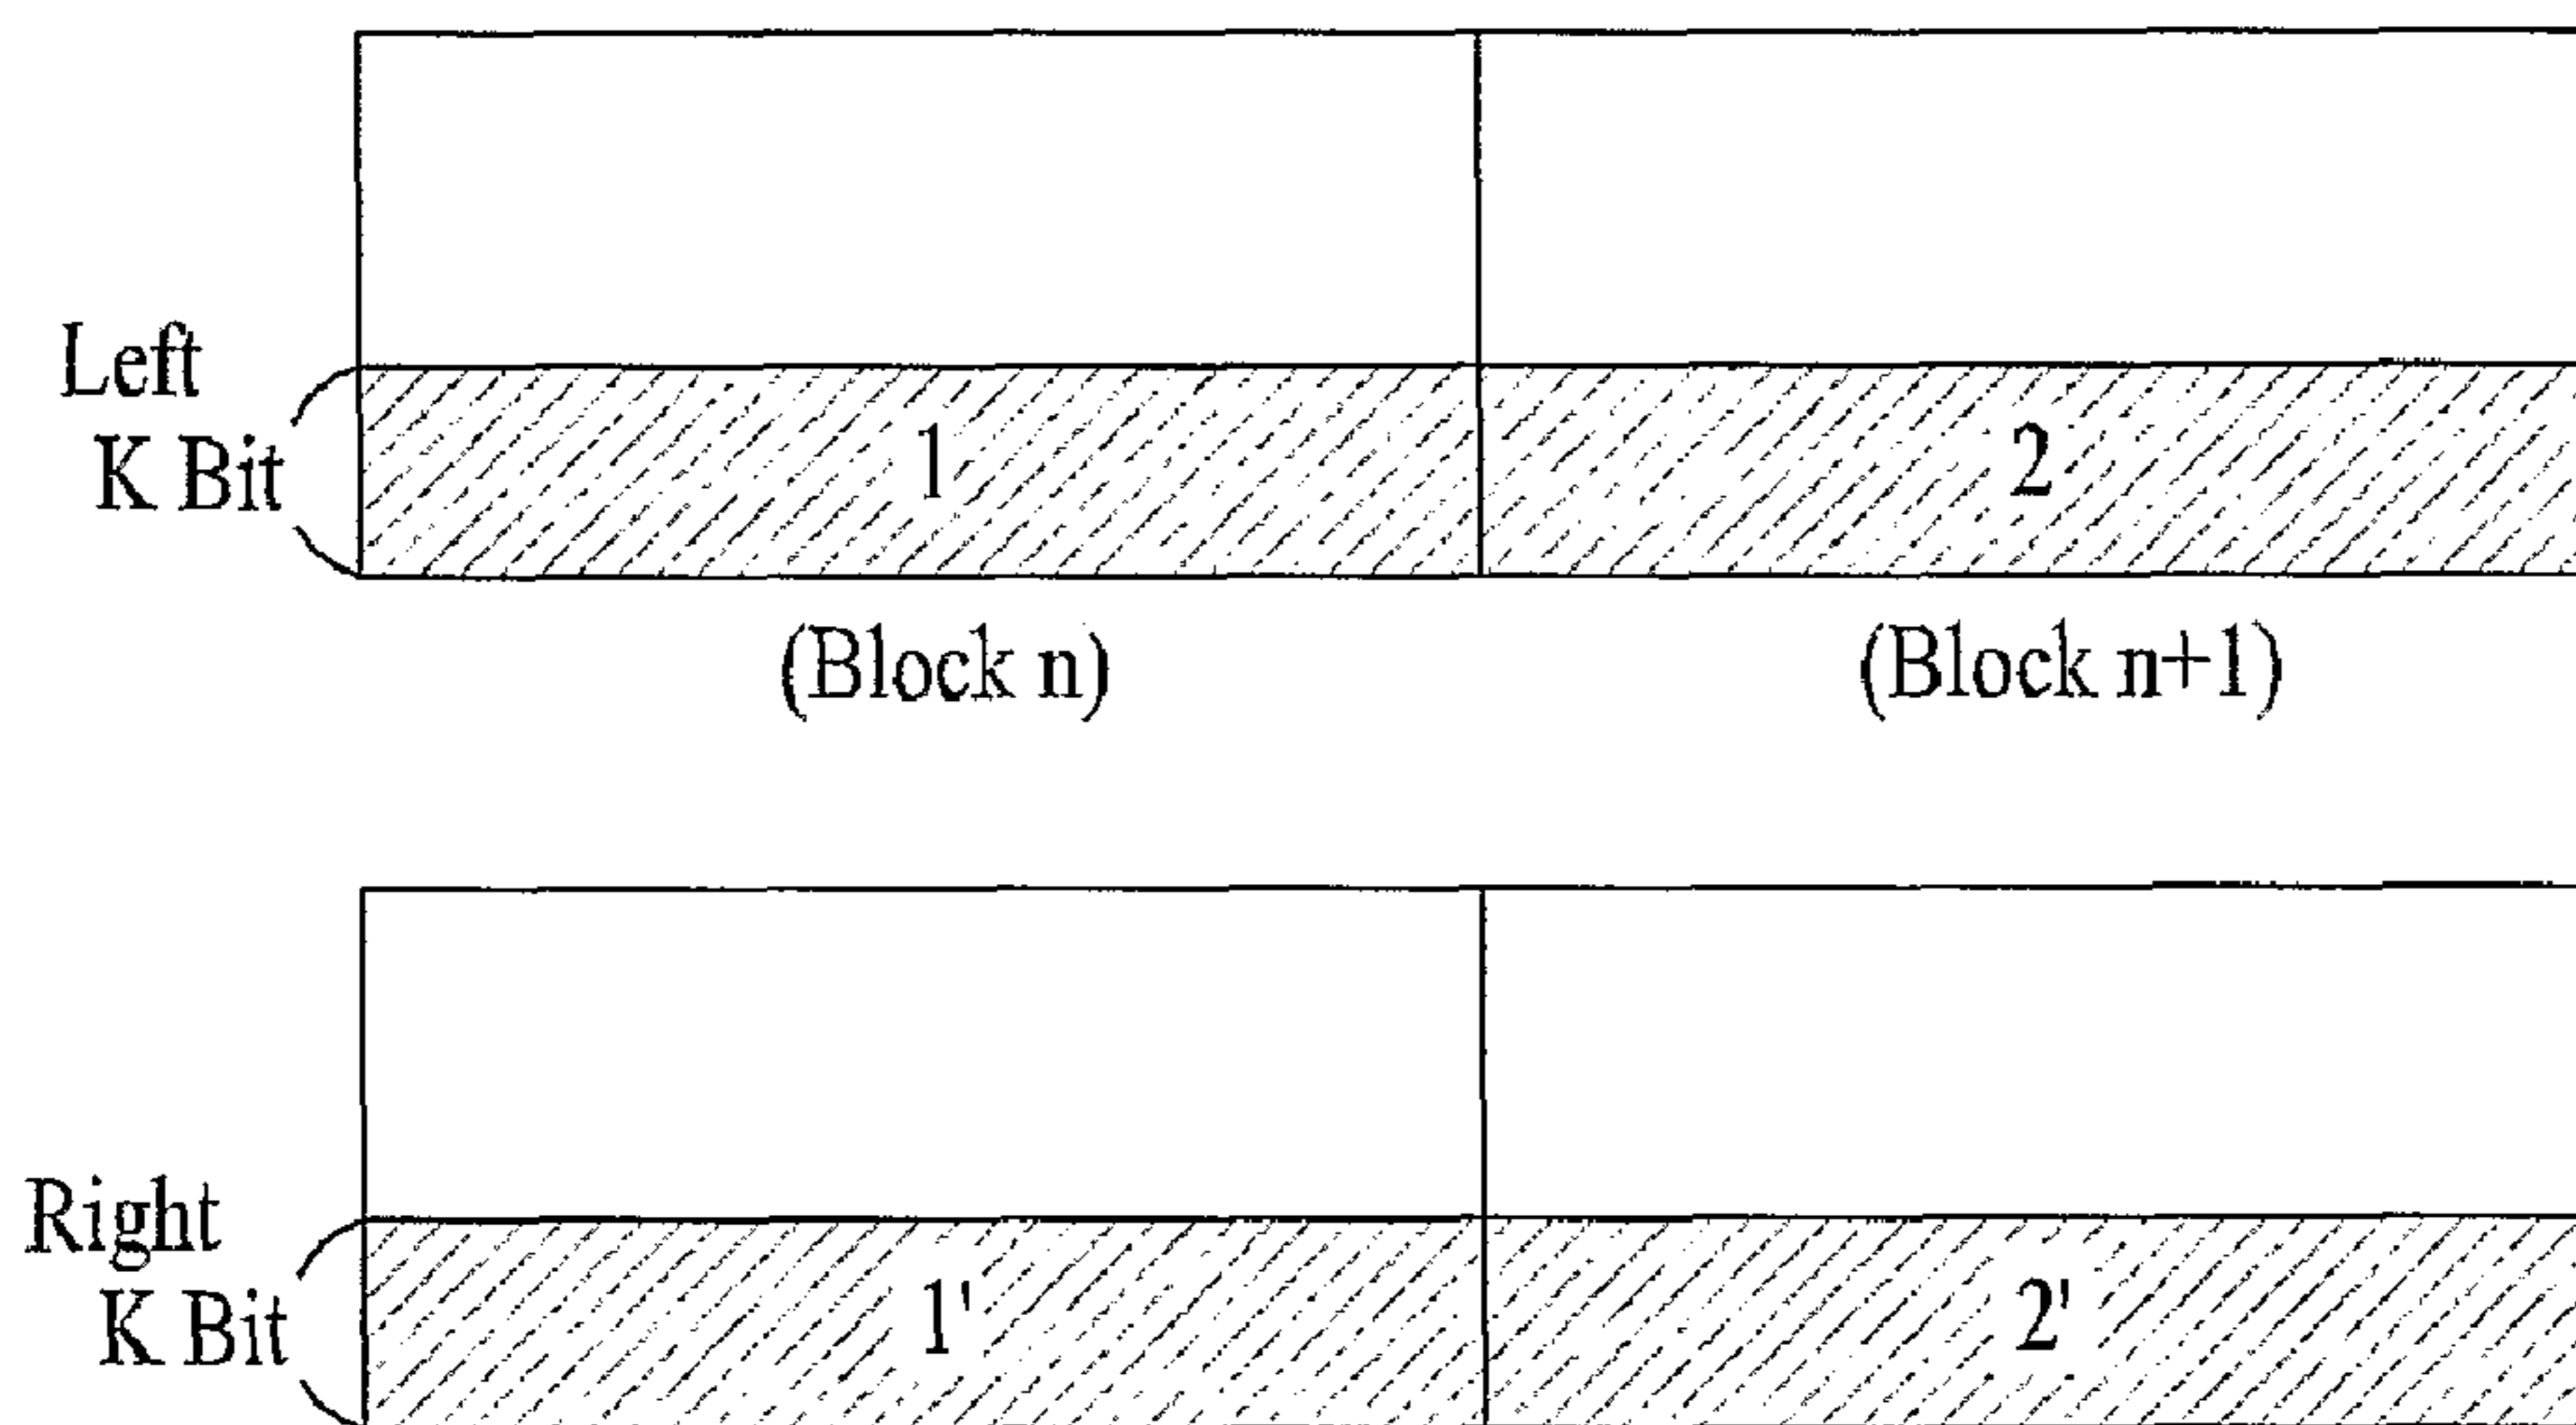 Left
K Bit
1
2
(Block n)
(Block n+1)
Right
K Bit
1'
2'